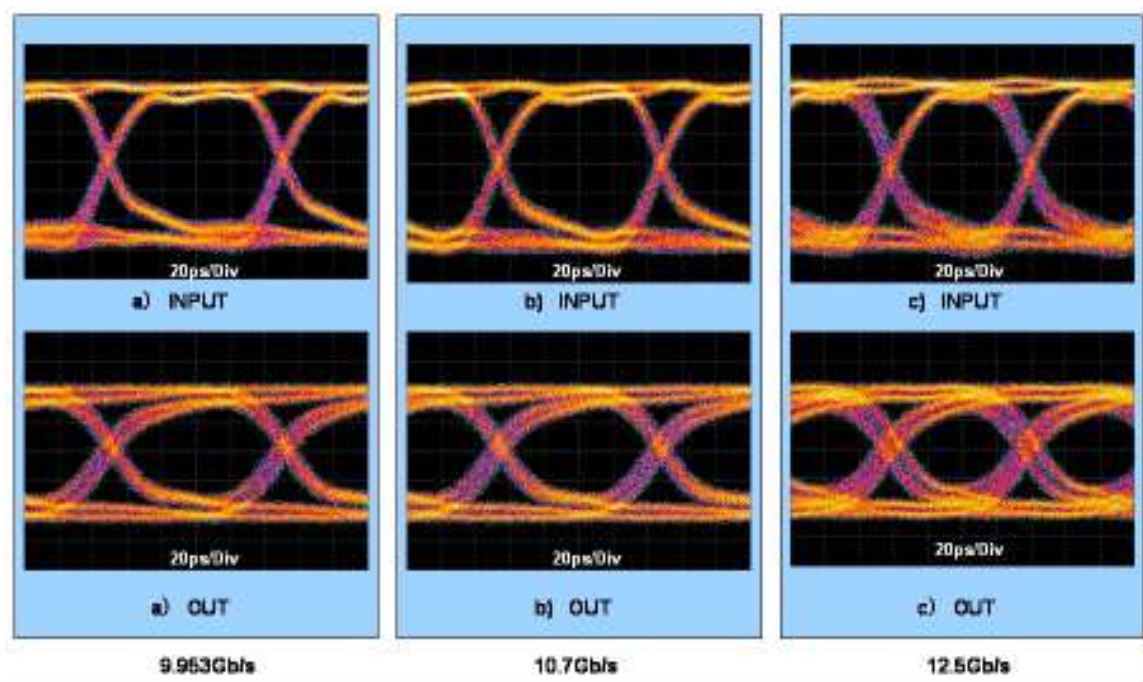 20ps/Div 20ps/Div 20ps/Div
a) INPUT b) INPUT c) INPUT
20ps/Div 20ps/Div 20ps/Div
a) OUT b) OUT c) OUT
9.953Gb/s 10.7Gb/s 12.5Gb/s